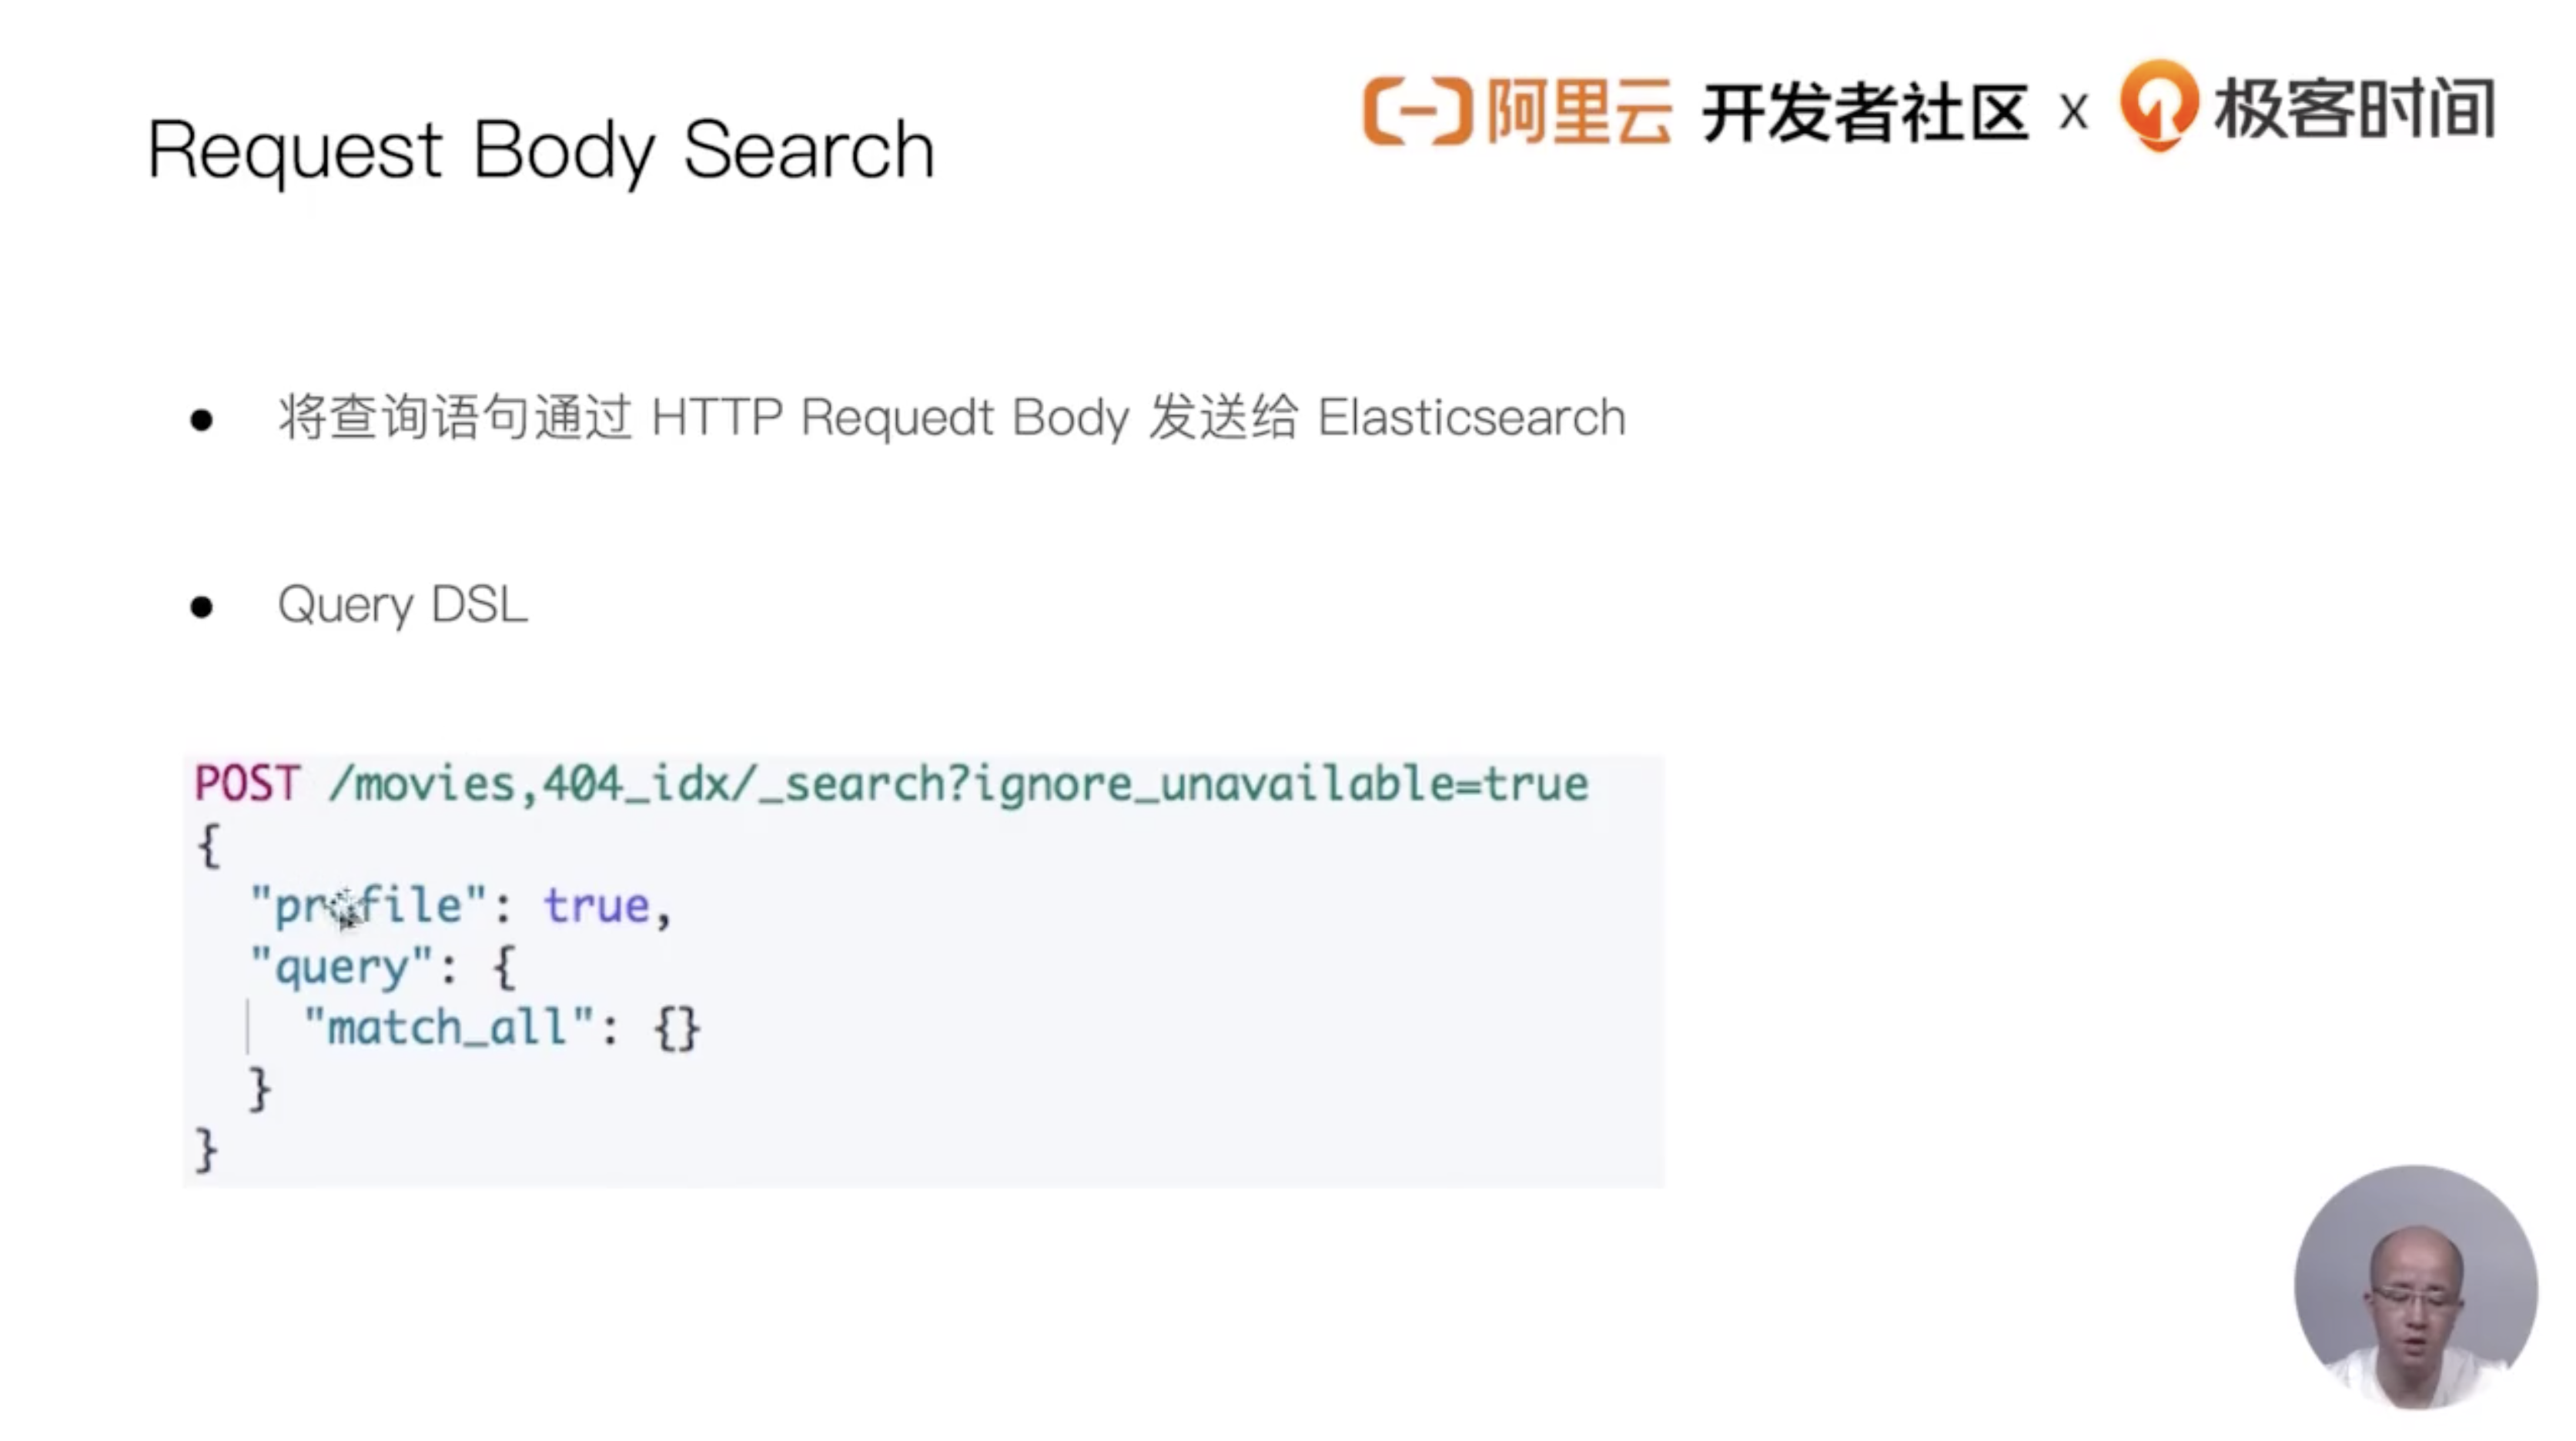 阿里云 开发者社区 x 极客时间
Request Body Search
● 将查询语句通过 HTTP Requedt Body 发送给 Elasticsearch
● Query DSL
POST /movies,404_idx/_search?ignore_unavailable=true
{
  "profile": true,
  "query": {
    "match_all": {}
  }
}